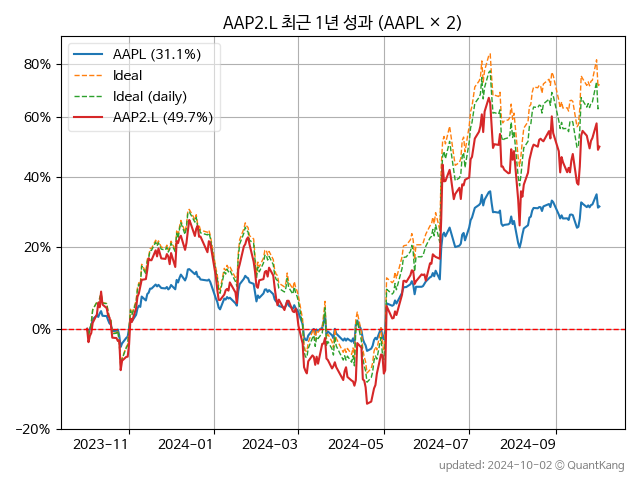 AAP2.L 최근 1년 성과 (AAPL × 2)
AAPL (31.1%)
Ideal
Ideal (daily)
AAP2.L (49.7%)
80%
60%
40%
20%
0%
−20%
2023−11
2024−01
2024−03
2024−05
2024−07
2024−09
updated: 2024-10-02 © QuantKang